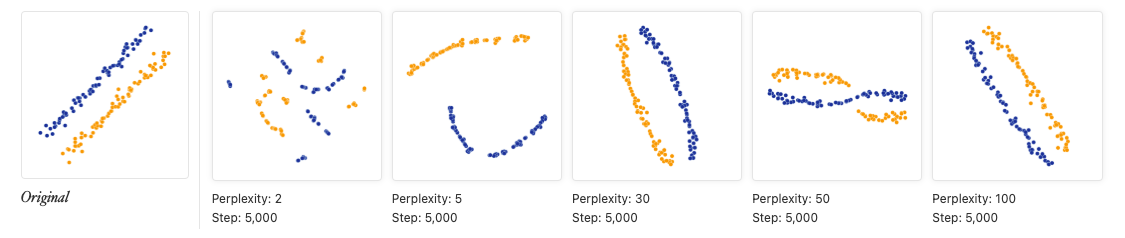 Original
Perplexity: 2
Step: 5,000
Perplexity: 5
Step: 5,000
Perplexity: 30
Step: 5,000
Perplexity: 50
Step: 5,000
Perplexity: 100
Step: 5,000